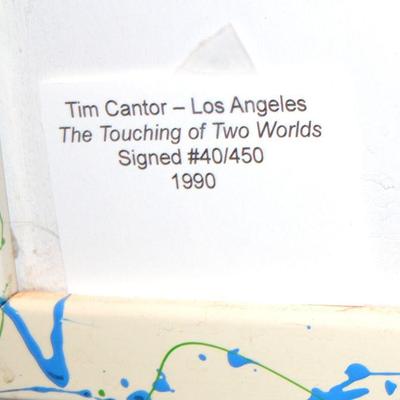 Tim Cantor – Los Angeles
The Touching of Two Worlds
Signed #40/450
1990